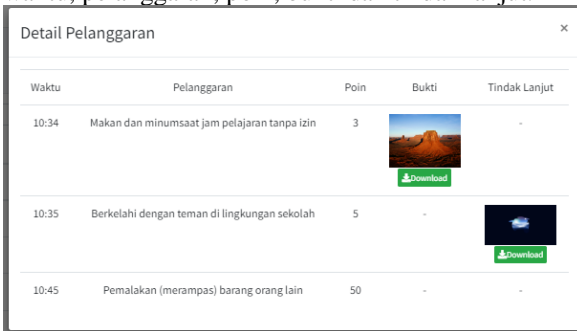 Detail Pelanggaran ×
Waktu Pelanggaran Poin Bukti Tindak Lanjut
10:34 Makan dan minumsaat jam pelajaran tanpa izin 3 -
Download
10:35 Berkelahi dengan teman di lingkungan sekolah 5 -
Download
10:45 Pemalakan (merampas) barang orang lain 50 - -